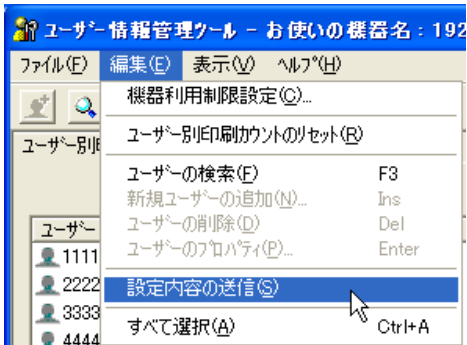 ユーザー情報管理ツール - お使いの機器名：192
ファイル(F) 編集(E) 表示(V) ヘルプ(H)
機器利用制限設定(C)...
ユーザー別印刷カウントのリセット(R)
ユーザー別印
ユーザーの検索(F) F3
新規ユーザーの追加(N)... Ins
ユーザーの削除(D) Del
ユーザーのプロパティ(P)... Enter
ユーザー
1111
2222
設定内容の送信(S)
3333
すべて選択(A) Ctrl+A
4444